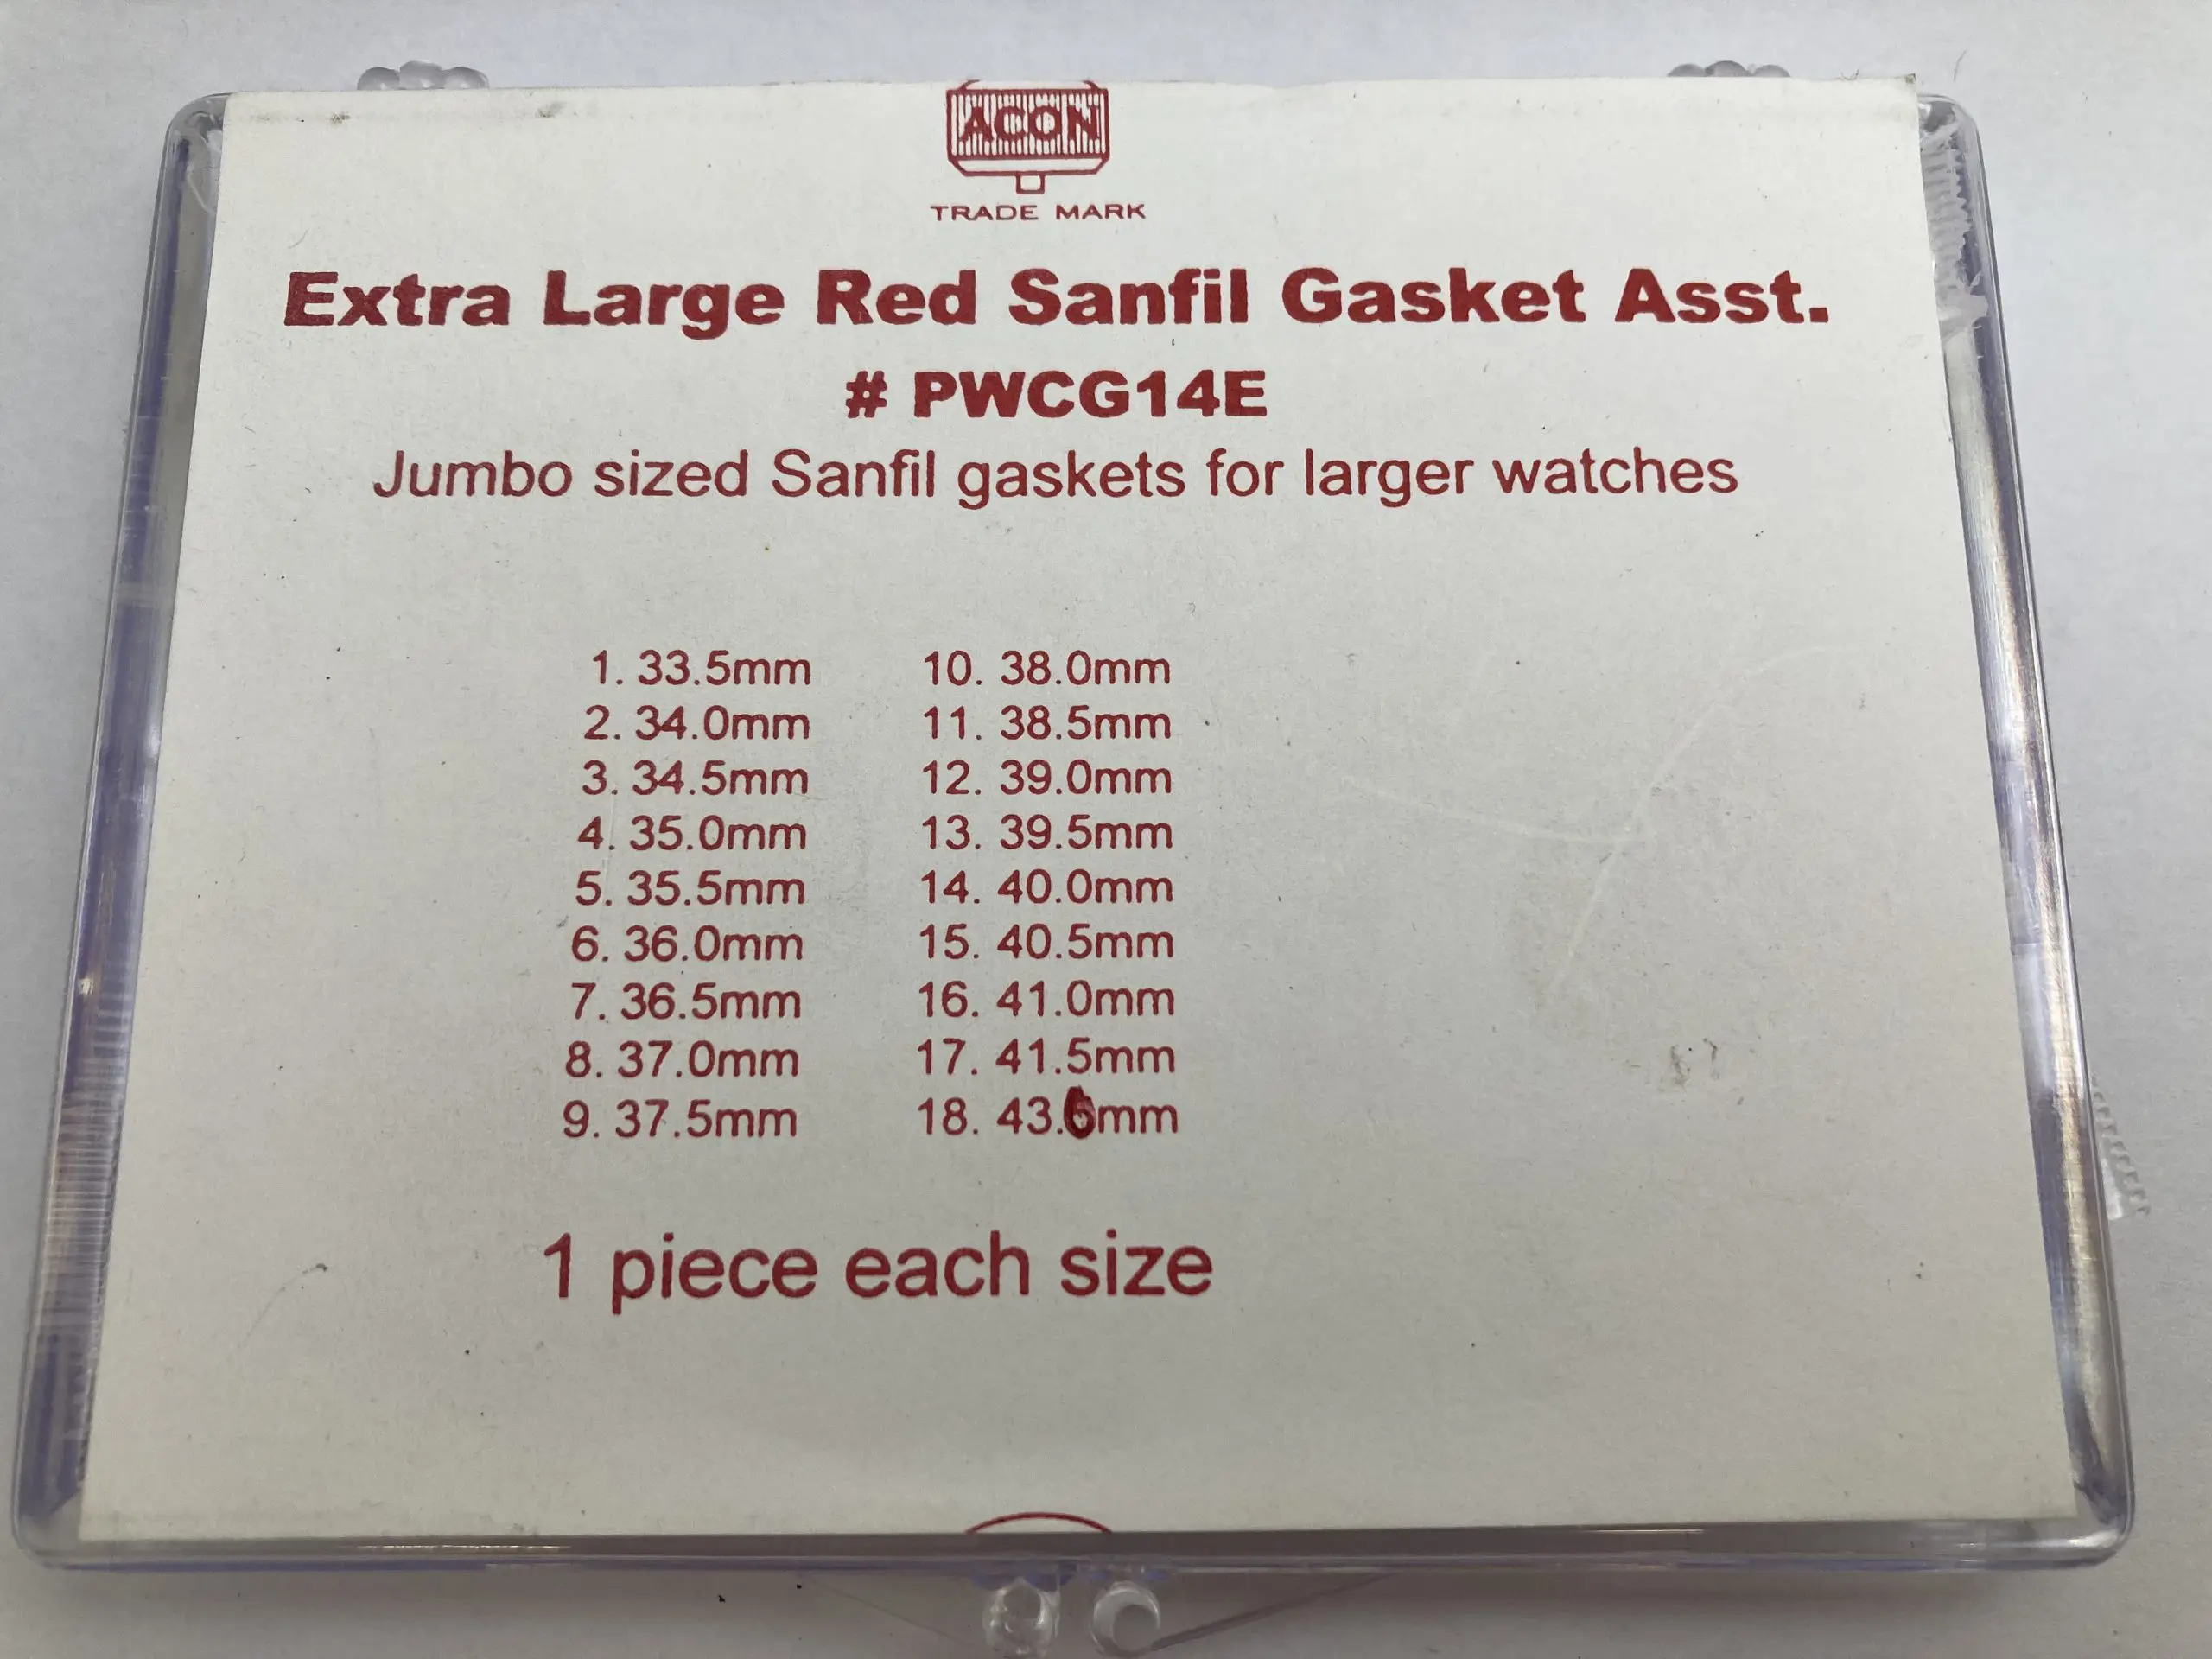 ACON
TRADE MARK
Extra Large Red Sanfil Gasket Asst.
# PWCG14E
Jumbo sized Sanfil gaskets for larger watches
1. 33.5mm
2. 34.0mm
3. 34.5mm
4. 35.0mm
5. 35.5mm
6. 36.0mm
7. 36.5mm
8. 37.0mm
9. 37.5mm
10. 38.0mm
11. 38.5mm
12. 39.0mm
13. 39.5mm
14. 40.0mm
15. 40.5mm
16. 41.0mm
17. 41.5mm
18.
1 piece each size